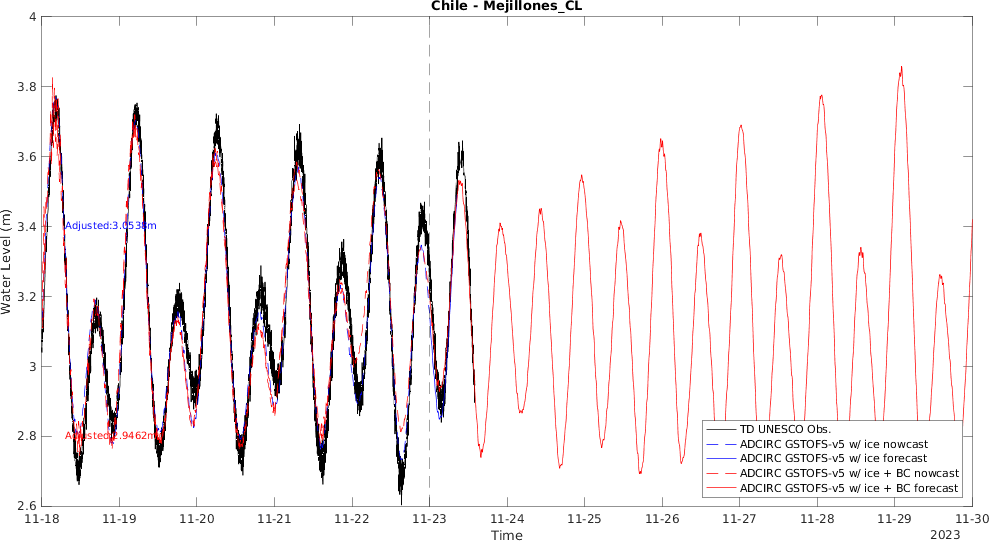 Chile - Mejillones_CL
4
3.8
3.6
3.4
3.2
3
2.8
2.6
Water Level (m)
Adjusted:3.0538m
Adjusted:2.9462m
TD UNESCO Obs.
ADCIRC GSTOFS-v5 w/ ice nowcast
ADCIRC GSTOFS-v5 w/ ice forecast
ADCIRC GSTOFS-v5 w/ ice + BC nowcast
ADCIRC GSTOFS-v5 w/ ice + BC forecast
11-18 11-19 11-20 11-21 11-22 11-23 11-24 11-25 11-26 11-27 11-28 11-29 11-30
Time
2023